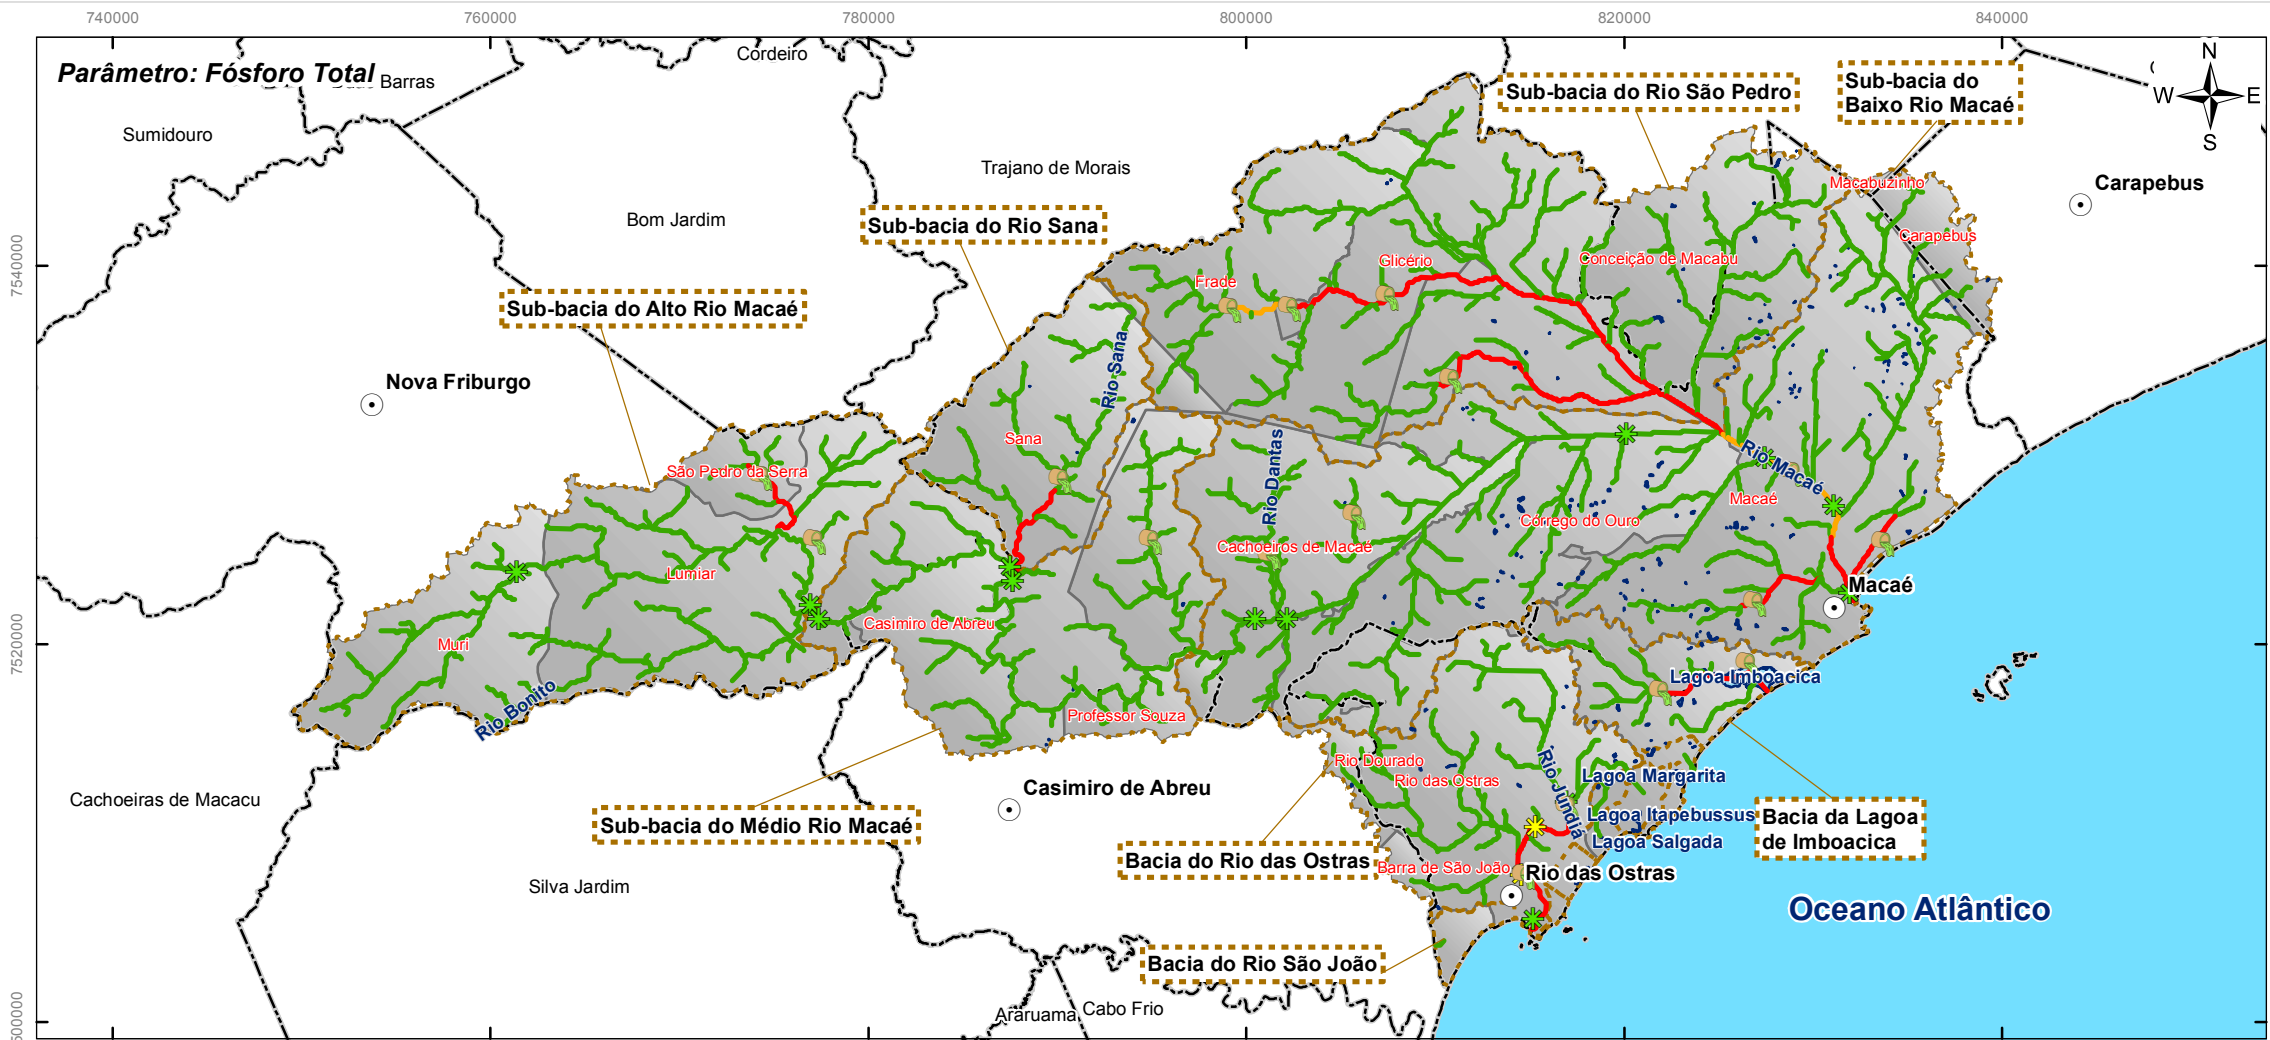 740000
760000
780000
800000
820000
840000
Parâmetro: Fósforo Total
Barras
Cordeiro
Sumidouro
Trajano de Morais
Bom Jardim
Sub-bacia do Rio São Pedro
Sub-bacia do
Baixo Rio Macaé
N
W
E
S
Carapebus
Macabuzinho
Carapebus
Sub-bacia do Rio Sana
Conceição de Macabu
Glicério
Frade
7540000
Sub-bacia do Alto Rio Macaé
Nova Friburgo
Rio Sana
Sana
São Pedro da Serra
Rio Dantas
Rio Macaé
Macaé
Córrego do Ouro
Cachoeiros de Macaé
Lumiar
Macaé
Casimiro de Abreu
Muri
7520000
Lagoa Imboacica
Rio Bonito
Professor Souza
Rio Dourado
Rio das Ostras
Rio Jundiá
Lagoa Margarita
Casimiro de Abreu
Cachoeiras de Macacu
Lagoa Itapebussus
Bacia da Lagoa
de Imboacica
Sub-bacia do Médio Rio Macaé
Lagoa Salgada
Bacia do Rio das Ostras
Barra de São João
Rio das Ostras
Silva Jardim
Oceano Atlântico
Bacia do Rio São João
Araruama
Cabo Frio